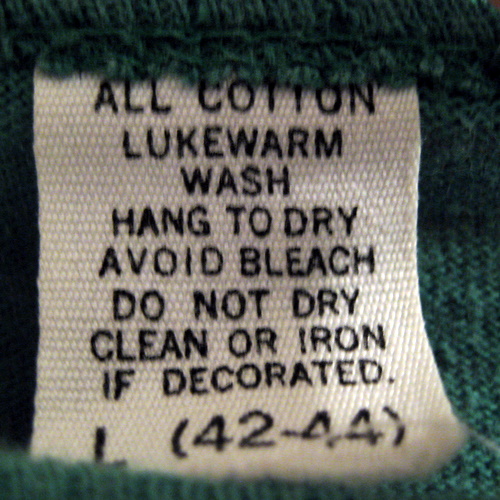 ALL COTTON
LUKEWARM
WASH
HANG TO DRY
AVOID BLEACH
DO NOT DRY
CLEAN OR IRON
IF DECORATED.
L (42-44)